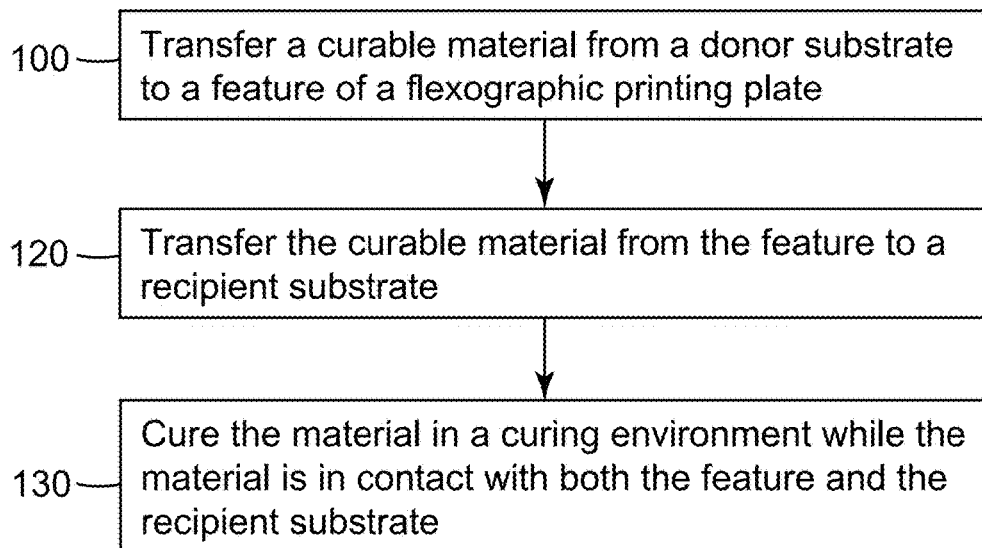 100
Transfer a curable material from a donor substrate
to a feature of a flexographic printing plate
120
Transfer the curable material from the feature to a
recipient substrate
130
Cure the material in a curing environment while the
material is in contact with both the feature and the
recipient substrate